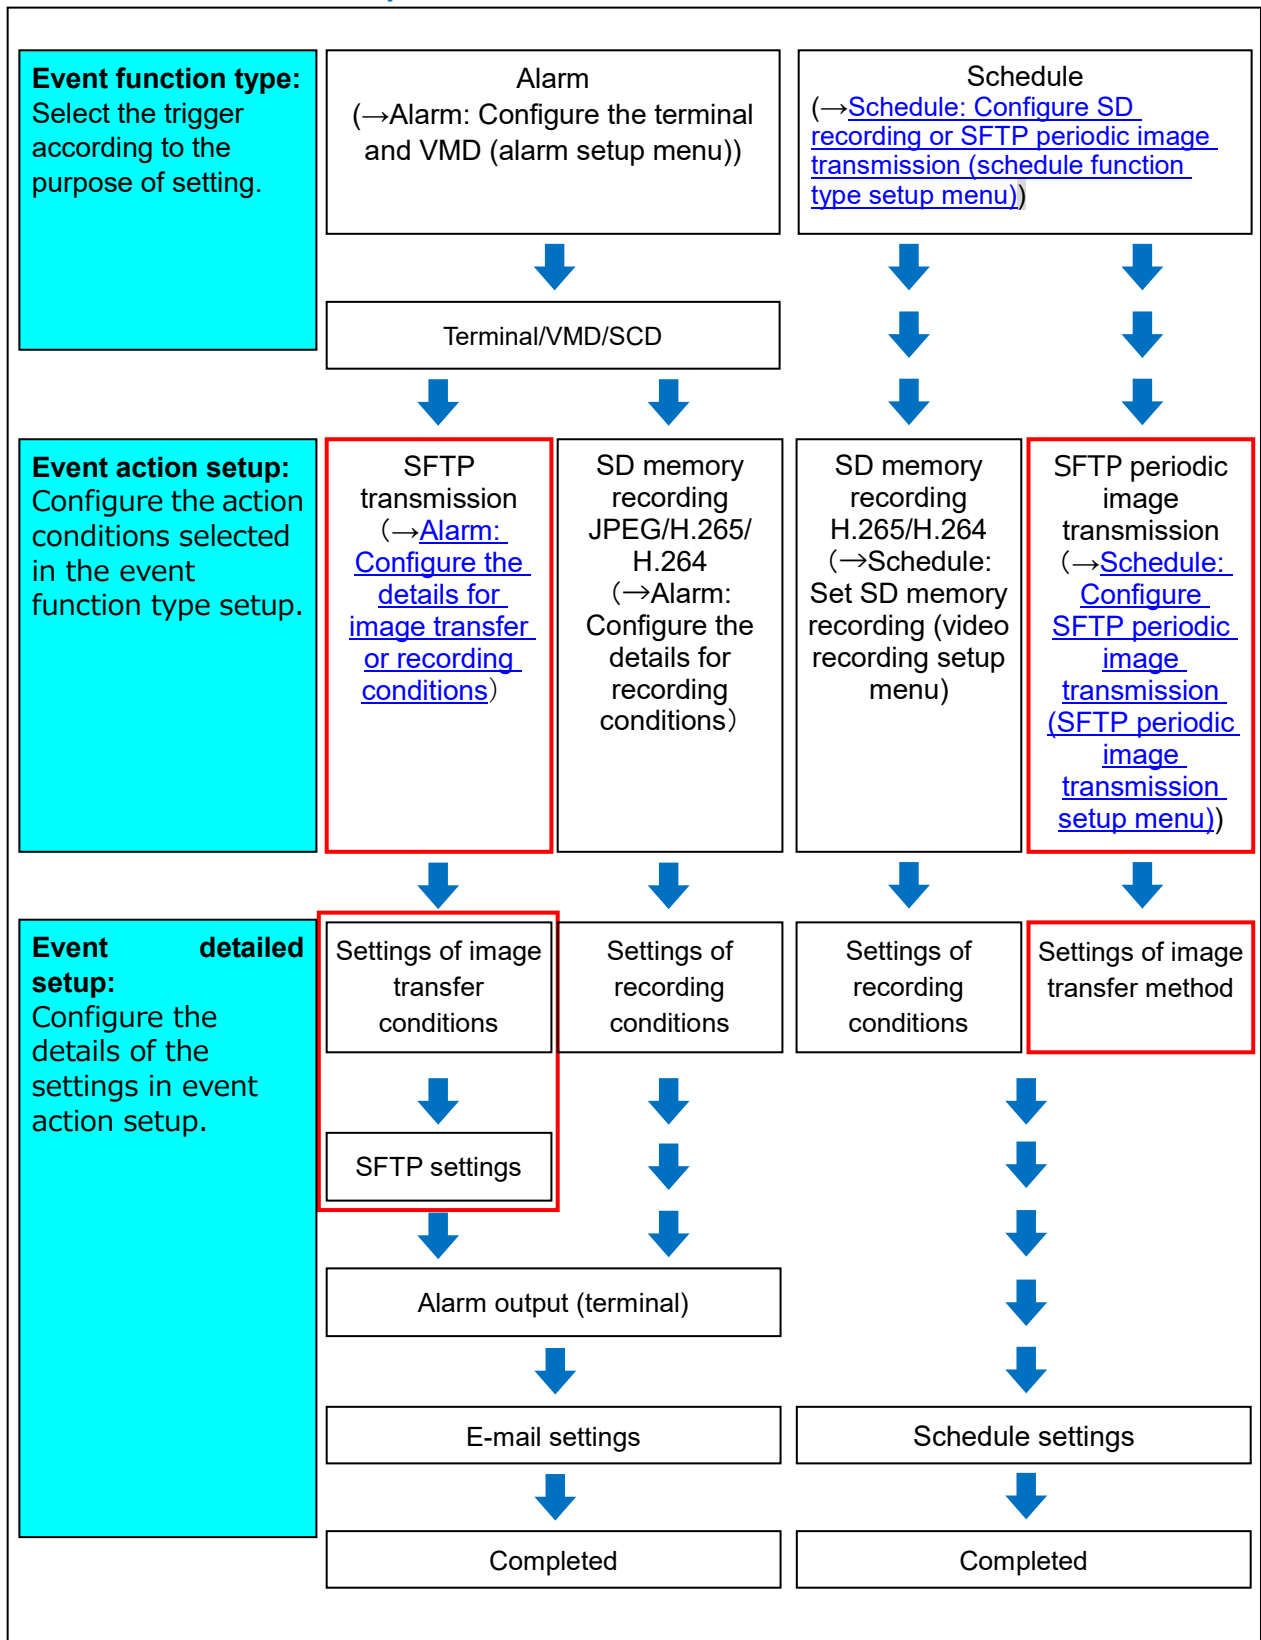 Event function type:
Select the trigger
according to the
purpose of setting.
Alarm
(→Alarm: Configure the terminal
and VMD (alarm setup menu))
Schedule
(→Schedule: Configure SD
recording or SFTP periodic image
transmission (schedule function
type setup menu))
Terminal/VMD/SCD
Event action setup:
Configure the action
conditions selected
in the event
function type setup.
SFTP
transmission
（→Alarm:
Configure the
details for
image transfer
or recording
conditions）
SD memory
recording
JPEG/H.265/
H.264
（→Alarm:
Configure the
details for
recording
conditions）
SD memory
recording
H.265/H.264
（→Schedule:
Set SD memory
recording (video
recording setup
menu)
SFTP periodic
image
transmission
（→Schedule:
Configure
SFTP periodic
image
transmission
(SFTP periodic
image
transmission
setup menu))
Event detailed
setup:
Configure the
details of the
settings in event
action setup.
Settings of image
transfer
conditions
Settings of
recording
conditions
Settings of
recording
conditions
Settings of image
transfer method
SFTP settings
Alarm output (terminal)
E-mail settings
Schedule settings
Completed
Completed